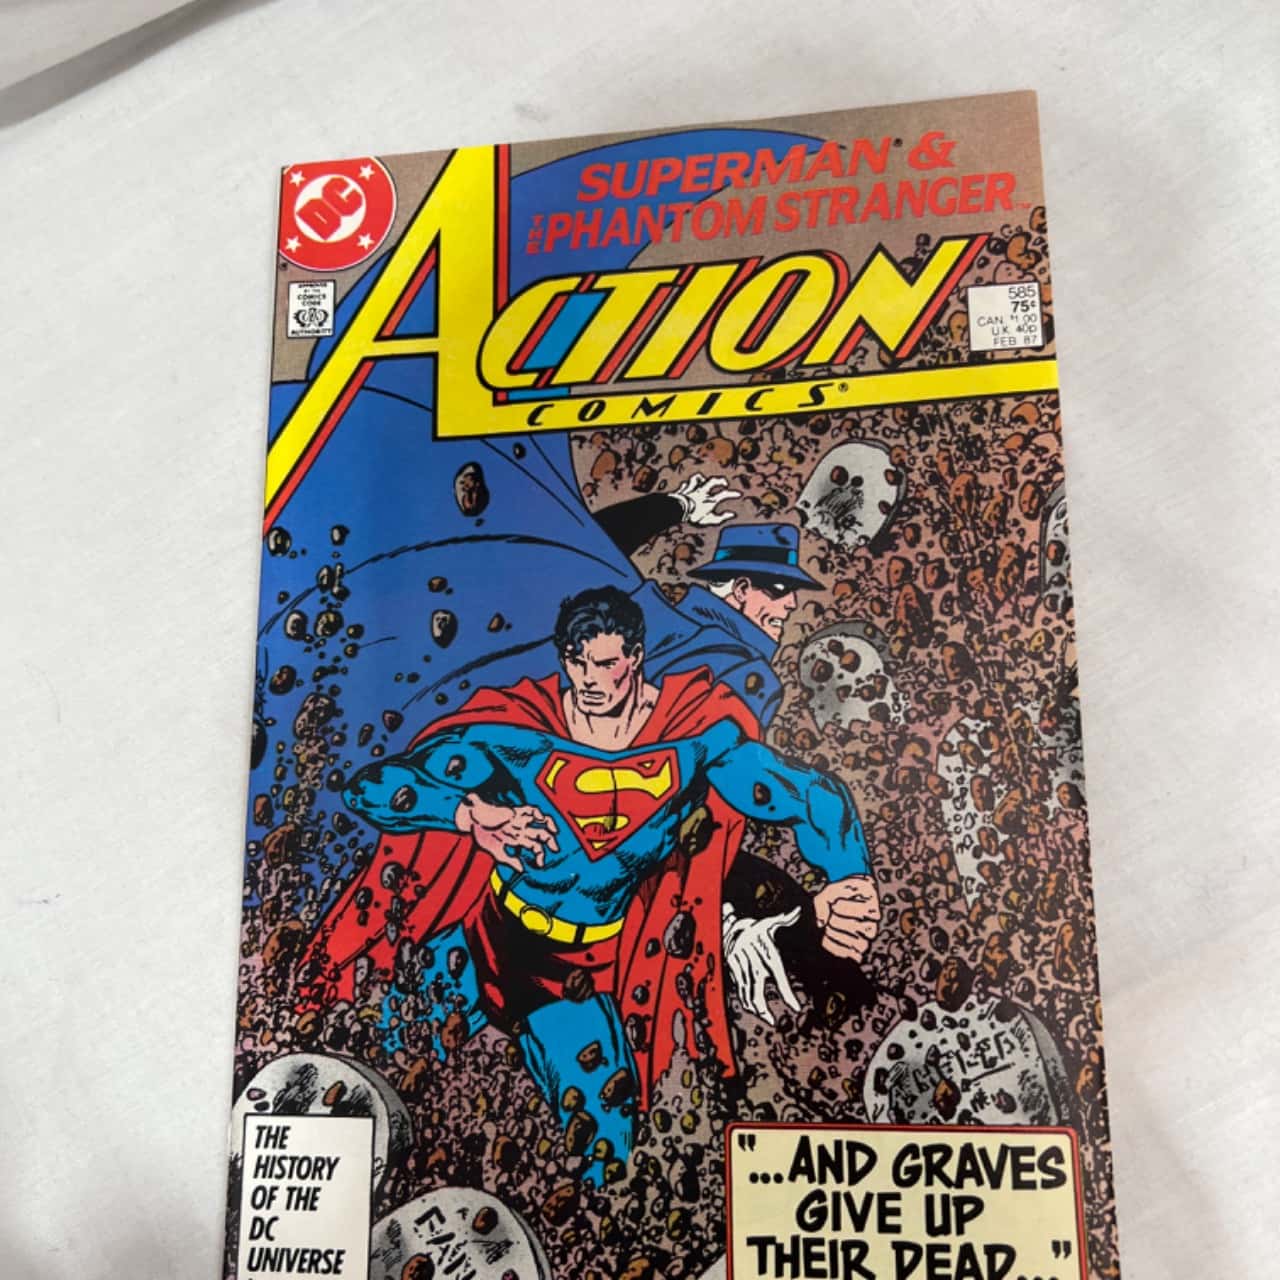 SUPERMAN® &
THE PHANTOM STRANGER™
DC
APPROVED
BY THE
COMICS
CODE
AUTHORITY
ACTION
COMICS®
585
75¢
CAN. $1.00
U.K. 40p
FEB 87
THE
HISTORY
OF THE
DC
UNIVERSE
"...AND GRAVES
GIVE UP
THEIR DEAD..."